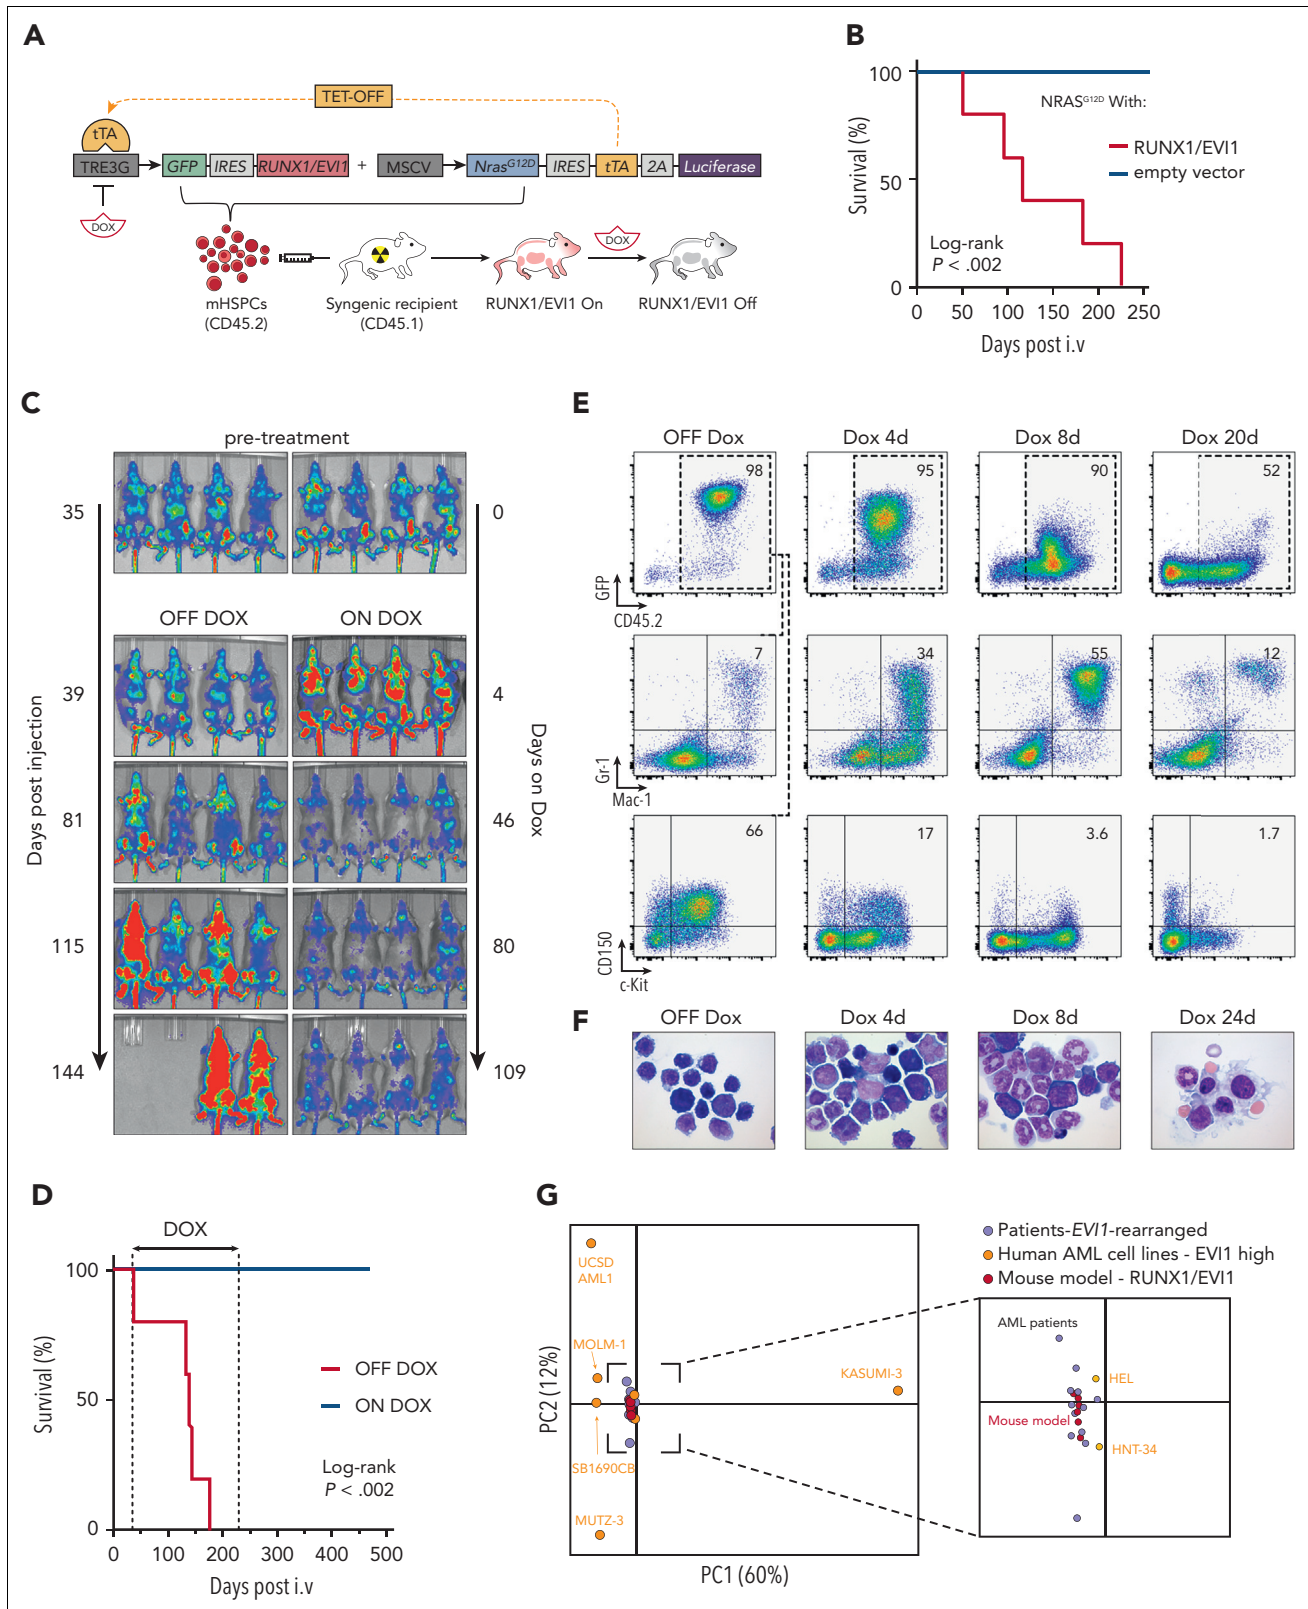 A
TET-OFF
tTA
TRE3G
GFP
IRES
RUNX1/EVI1
+
MSCV
Nras^G12D
IRES
tTA
2A
Luciferase
DOX
DOX
mHSPCs
(CD45.2)
Syngenic recipient
(CD45.1)
RUNX1/EVI1 On
RUNX1/EVI1 Off
B
Survival (%)
100
50
0
NRAS^G12D With:
RUNX1/EVI1
empty vector
Log-rank
P < .002
0 50 100 150 200 250
Days post i.v
C
pre-treatment
35
0
OFF DOX
ON DOX
39
4
Days post injection
Days on Dox
81
46
115
80
144
109
D
DOX
Survival (%)
100
50
0
OFF DOX
ON DOX
Log-rank
P < .002
0 100 200 300 400 500
Days post i.v
E
OFF Dox
Dox 4d
Dox 8d
Dox 20d
98
95
90
52
GFP
CD45.2
7
34
55
12
Gr-1
Mac-1
66
17
3.6
1.7
CD150
c-Kit
F
OFF Dox
Dox 4d
Dox 8d
Dox 24d
G
Patients-EVI1-rearranged
Human AML cell lines - EVI1 high
Mouse model - RUNX1/EVI1
UCSD
AML1
MOLM-1
KASUMI-3
SB1690CB
MUTZ-3
PC2 (12%)
PC1 (60%)
AML patients
HEL
Mouse model
HNT-34